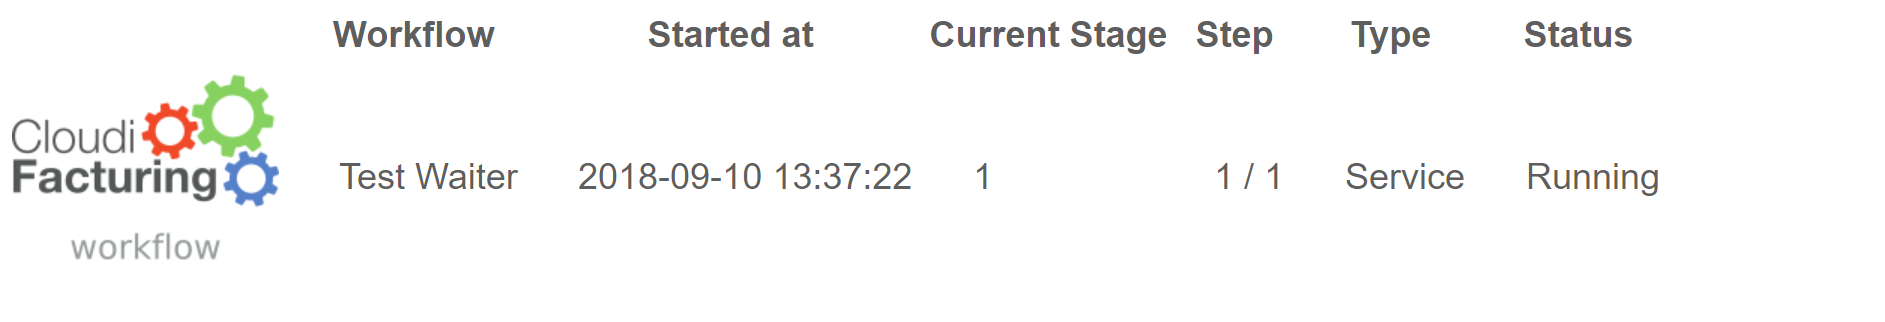 Workflow Started at Current Stage Step Type Status
Cloudi
Facturing
workflow
Test Waiter 2018-09-10 13:37:22 1 1 / 1 Service Running